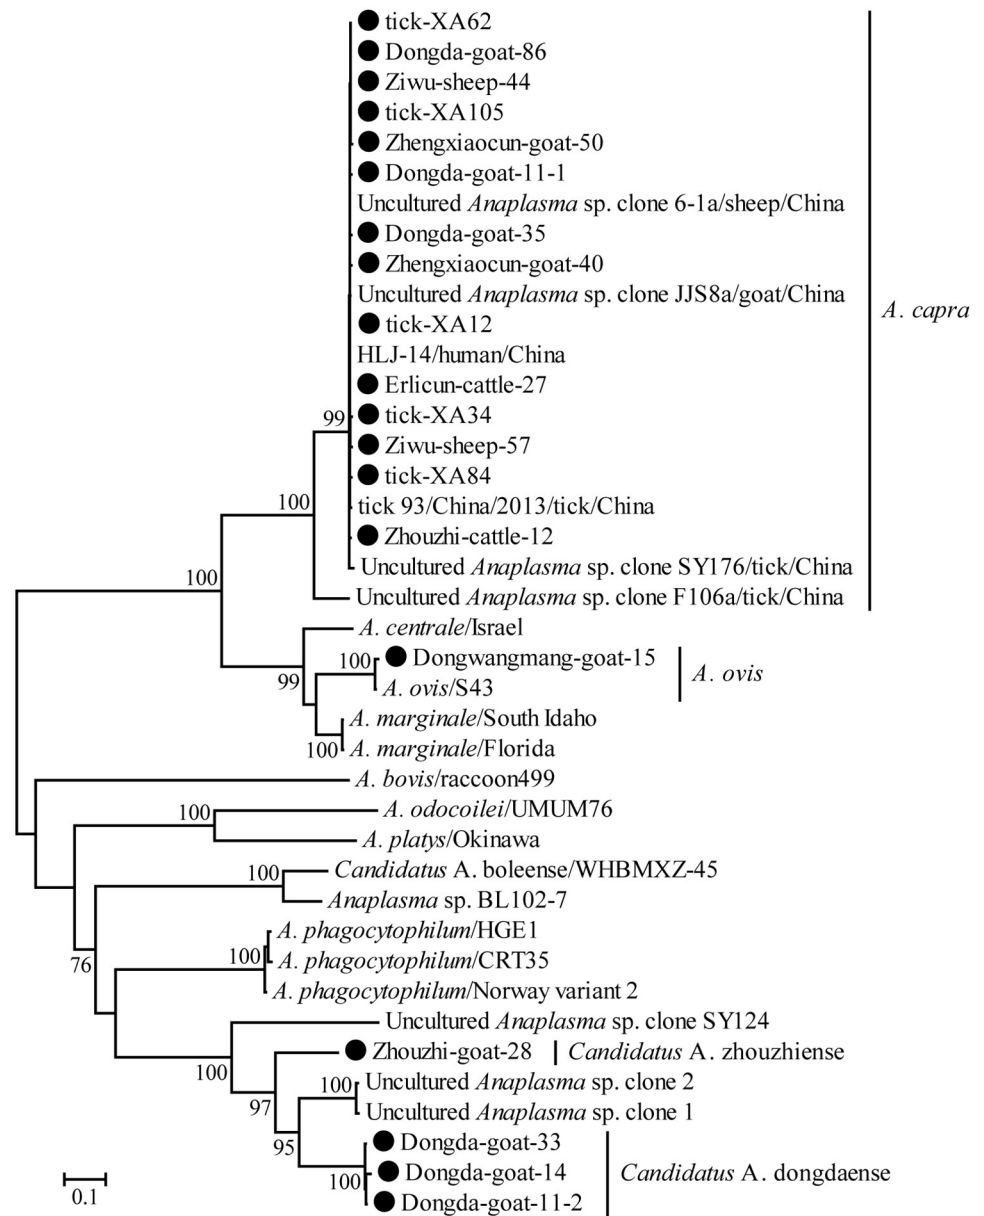 tick-XA62
Dongda-goat-86
Ziwu-sheep-44
tick-XA105
Zhengxiaocun-goat-50
Dongda-goat-11-1
Uncultured Anaplasma sp. clone 6-1a/sheep/China
Dongda-goat-35
Zhengxiaocun-goat-40
Uncultured Anaplasma sp. clone JJS8a/goat/China
A. capra
tick-XA12
HLJ-14/human/China
Erlicun-cattle-27
99
tick-XA34
Ziwu-sheep-57
tick-XA84
100
tick 93/China/2013/tick/China
Zhouzhi-cattle-12
Uncultured Anaplasma sp. clone SY176/tick/China
100
Uncultured Anaplasma sp. clone F106a/tick/China
A. centrale/Israel
100
Dongwangmang-goat-15
A. ovis
99
A. ovis/S43
A. marginale/South Idaho
100
A. marginale/Florida
A. bovis/raccoon499
100
A. odocoilei/UMUM76
A. platys/Okinawa
100
Candidatus A. boleense/WHBMXZ-45
Anaplasma sp. BL102-7
A. phagocytophilum/HGE1
76
100
A. phagocytophilum/CRT35
A. phagocytophilum/Norway variant 2
Uncultured Anaplasma sp. clone SY124
Zhouzhi-goat-28
Candidatus A. zhouzhiense
100
100
Uncultured Anaplasma sp. clone 2
97
Uncultured Anaplasma sp. clone 1
95
Dongda-goat-33
100
Dongda-goat-14
Candidatus A. dongdaense
Dongda-goat-11-2
0.1